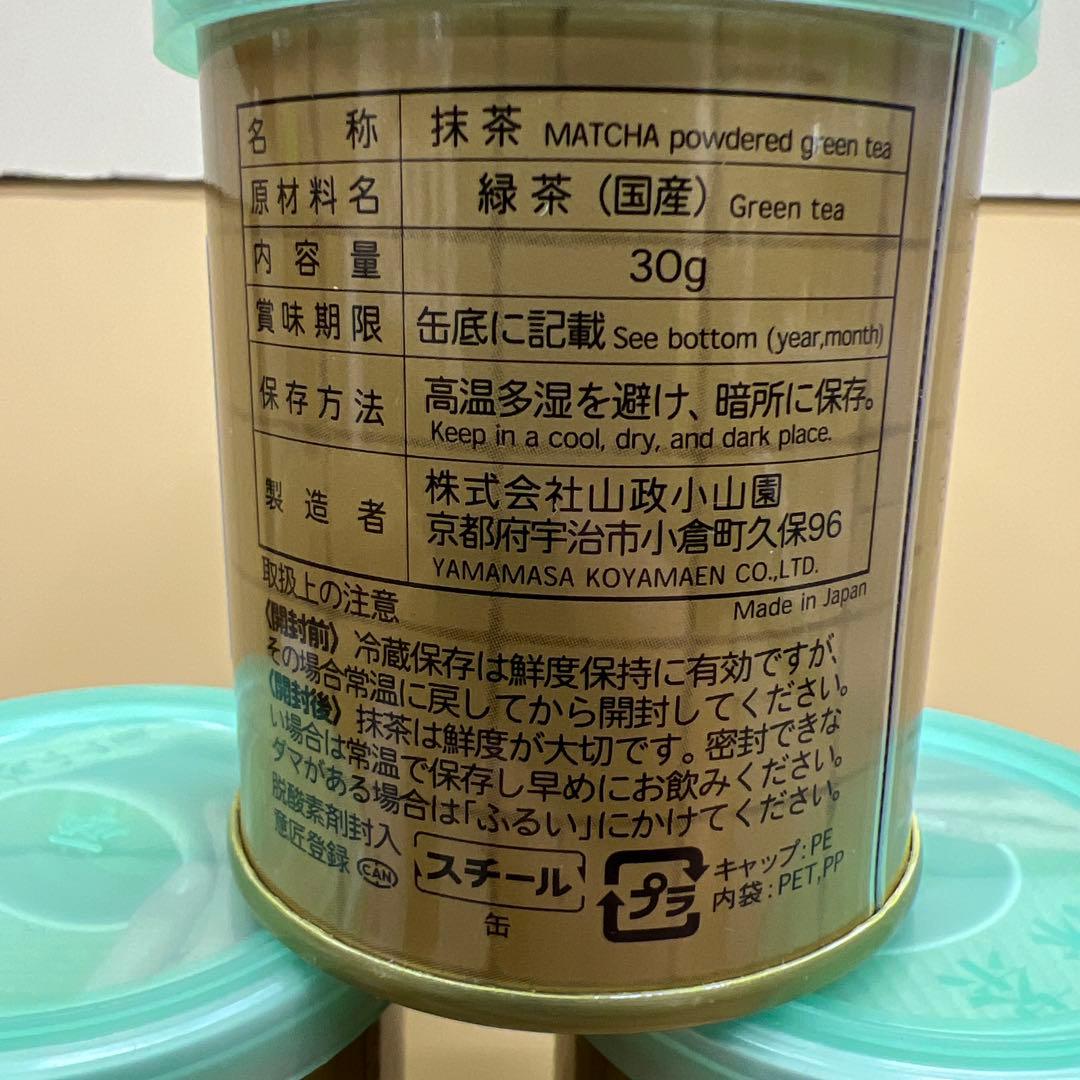 名称 抹茶 MATCHA powdered green tea
原材料名 緑茶（国産） Green tea
内容量 30g
賞味期限 缶底に記載 See bottom (year,month)
保存方法 高温多湿を避け、暗所に保存。
Keep in a cool, dry, and dark place.
製造者 株式会社山政小山園
京都府宇治市小倉町久保96
YAMAMASA KOYAMAEN CO.,LTD.
Made in Japan
取扱上の注意
〈開封前〉冷蔵保存は鮮度保持に有効ですが、
その場合常温に戻してから開封してください。
〈開封後〉抹茶は鮮度が大切です。密封できな
い場合は常温で保存し早めにお飲みください。
ダマがある場合は「ふるい」にかけてください。
脱酸素剤封入
意匠登録 CAN
スチール
缶
プラ
キャップ：PE
内袋：PET,PP